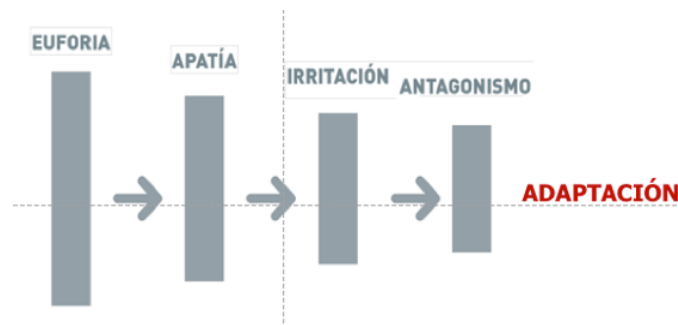 EUFORIA
APATÍA
IRRITACIÓN
ANTAGONISMO
ADAPTACIÓN